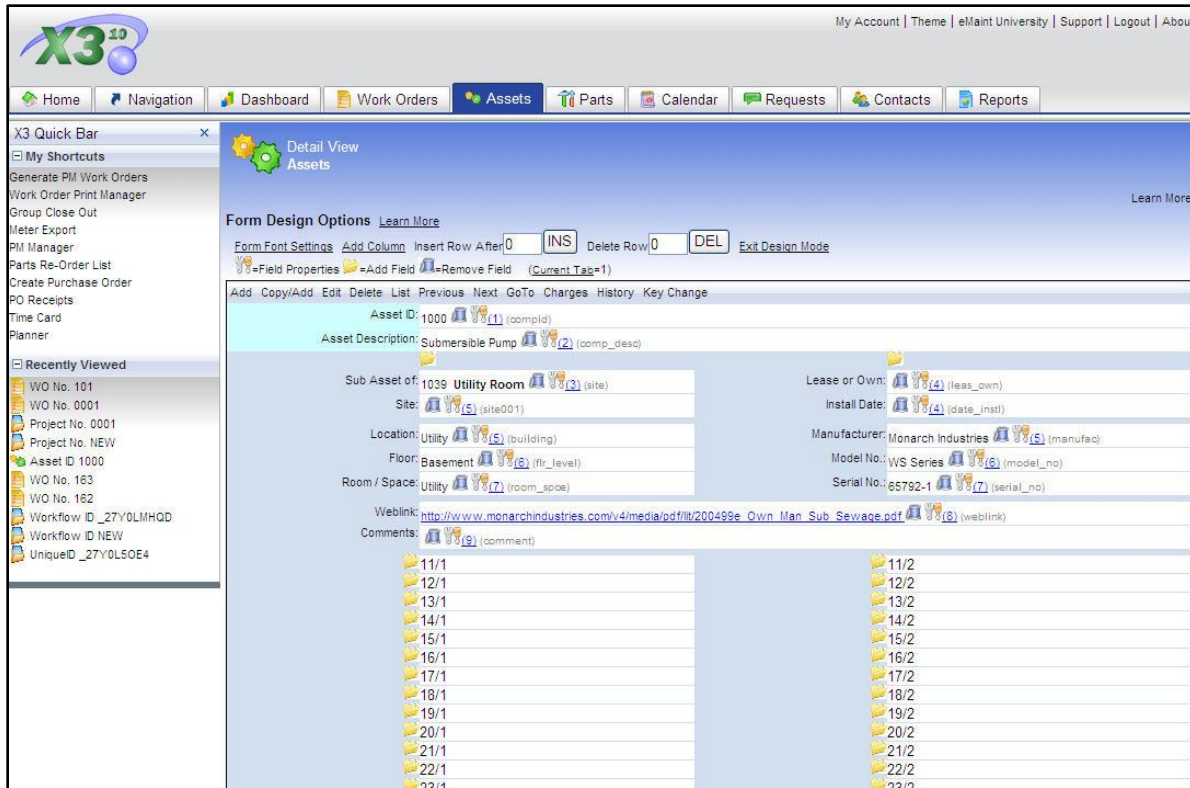 X3 10
My Account | Theme | eMaint University | Support | Logout | Abou
Home Navigation Dashboard Work Orders Assets Parts Calendar Requests Contacts Reports
X3 Quick Bar ×
My Shortcuts
Generate PM Work Orders
Work Order Print Manager
Group Close Out
Meter Export
PM Manager
Parts Re-Order List
Create Purchase Order
PO Receipts
Time Card
Planner
Recently Viewed
WO No. 101
WO No. 0001
Project No. 0001
Project No. NEW
Asset ID 1000
WO No. 163
WO No. 162
Workflow ID _27Y0LMHQD
Workflow ID NEW
UniqueID _27Y0L5OE4
Detail View
Assets
Learn More
Form Design Options Learn More
Form Font Settings Add Column Insert Row After 0 INS Delete Row 0 DEL Exit Design Mode
=Field Properties =Add Field =Remove Field (Current Tab=1)
Add Copy/Add Edit Delete List Previous Next GoTo Charges History Key Change
Asset ID: 1000 (1) (compid)
Asset Description: Submersible Pump (2) (comp_desc)
Sub Asset of: 1039 Utility Room (3) (site) Lease or Own: (4) (leas_own)
Site: (5) (site001) Install Date: (4) (date_instl)
Location: Utility (5) (building) Manufacturer: Monarch Industries (5) (manufac)
Floor: Basement (6) (flr_level) Model No.: WS Series (6) (model_no)
Room / Space: Utility (7) (room_spce) Serial No.: 65792-1 (7) (serial_no)
Weblink: http://www.monarchindustries.com/v4/media/pdf/lit/200499e_Own_Man_Sub_Sewage.pdf (8) (weblink)
Comments: (9) (comment)
11/1 11/2
12/1 12/2
13/1 13/2
14/1 14/2
15/1 15/2
16/1 16/2
17/1 17/2
18/1 18/2
19/1 19/2
20/1 20/2
21/1 21/2
22/1 22/2
23/1 23/2